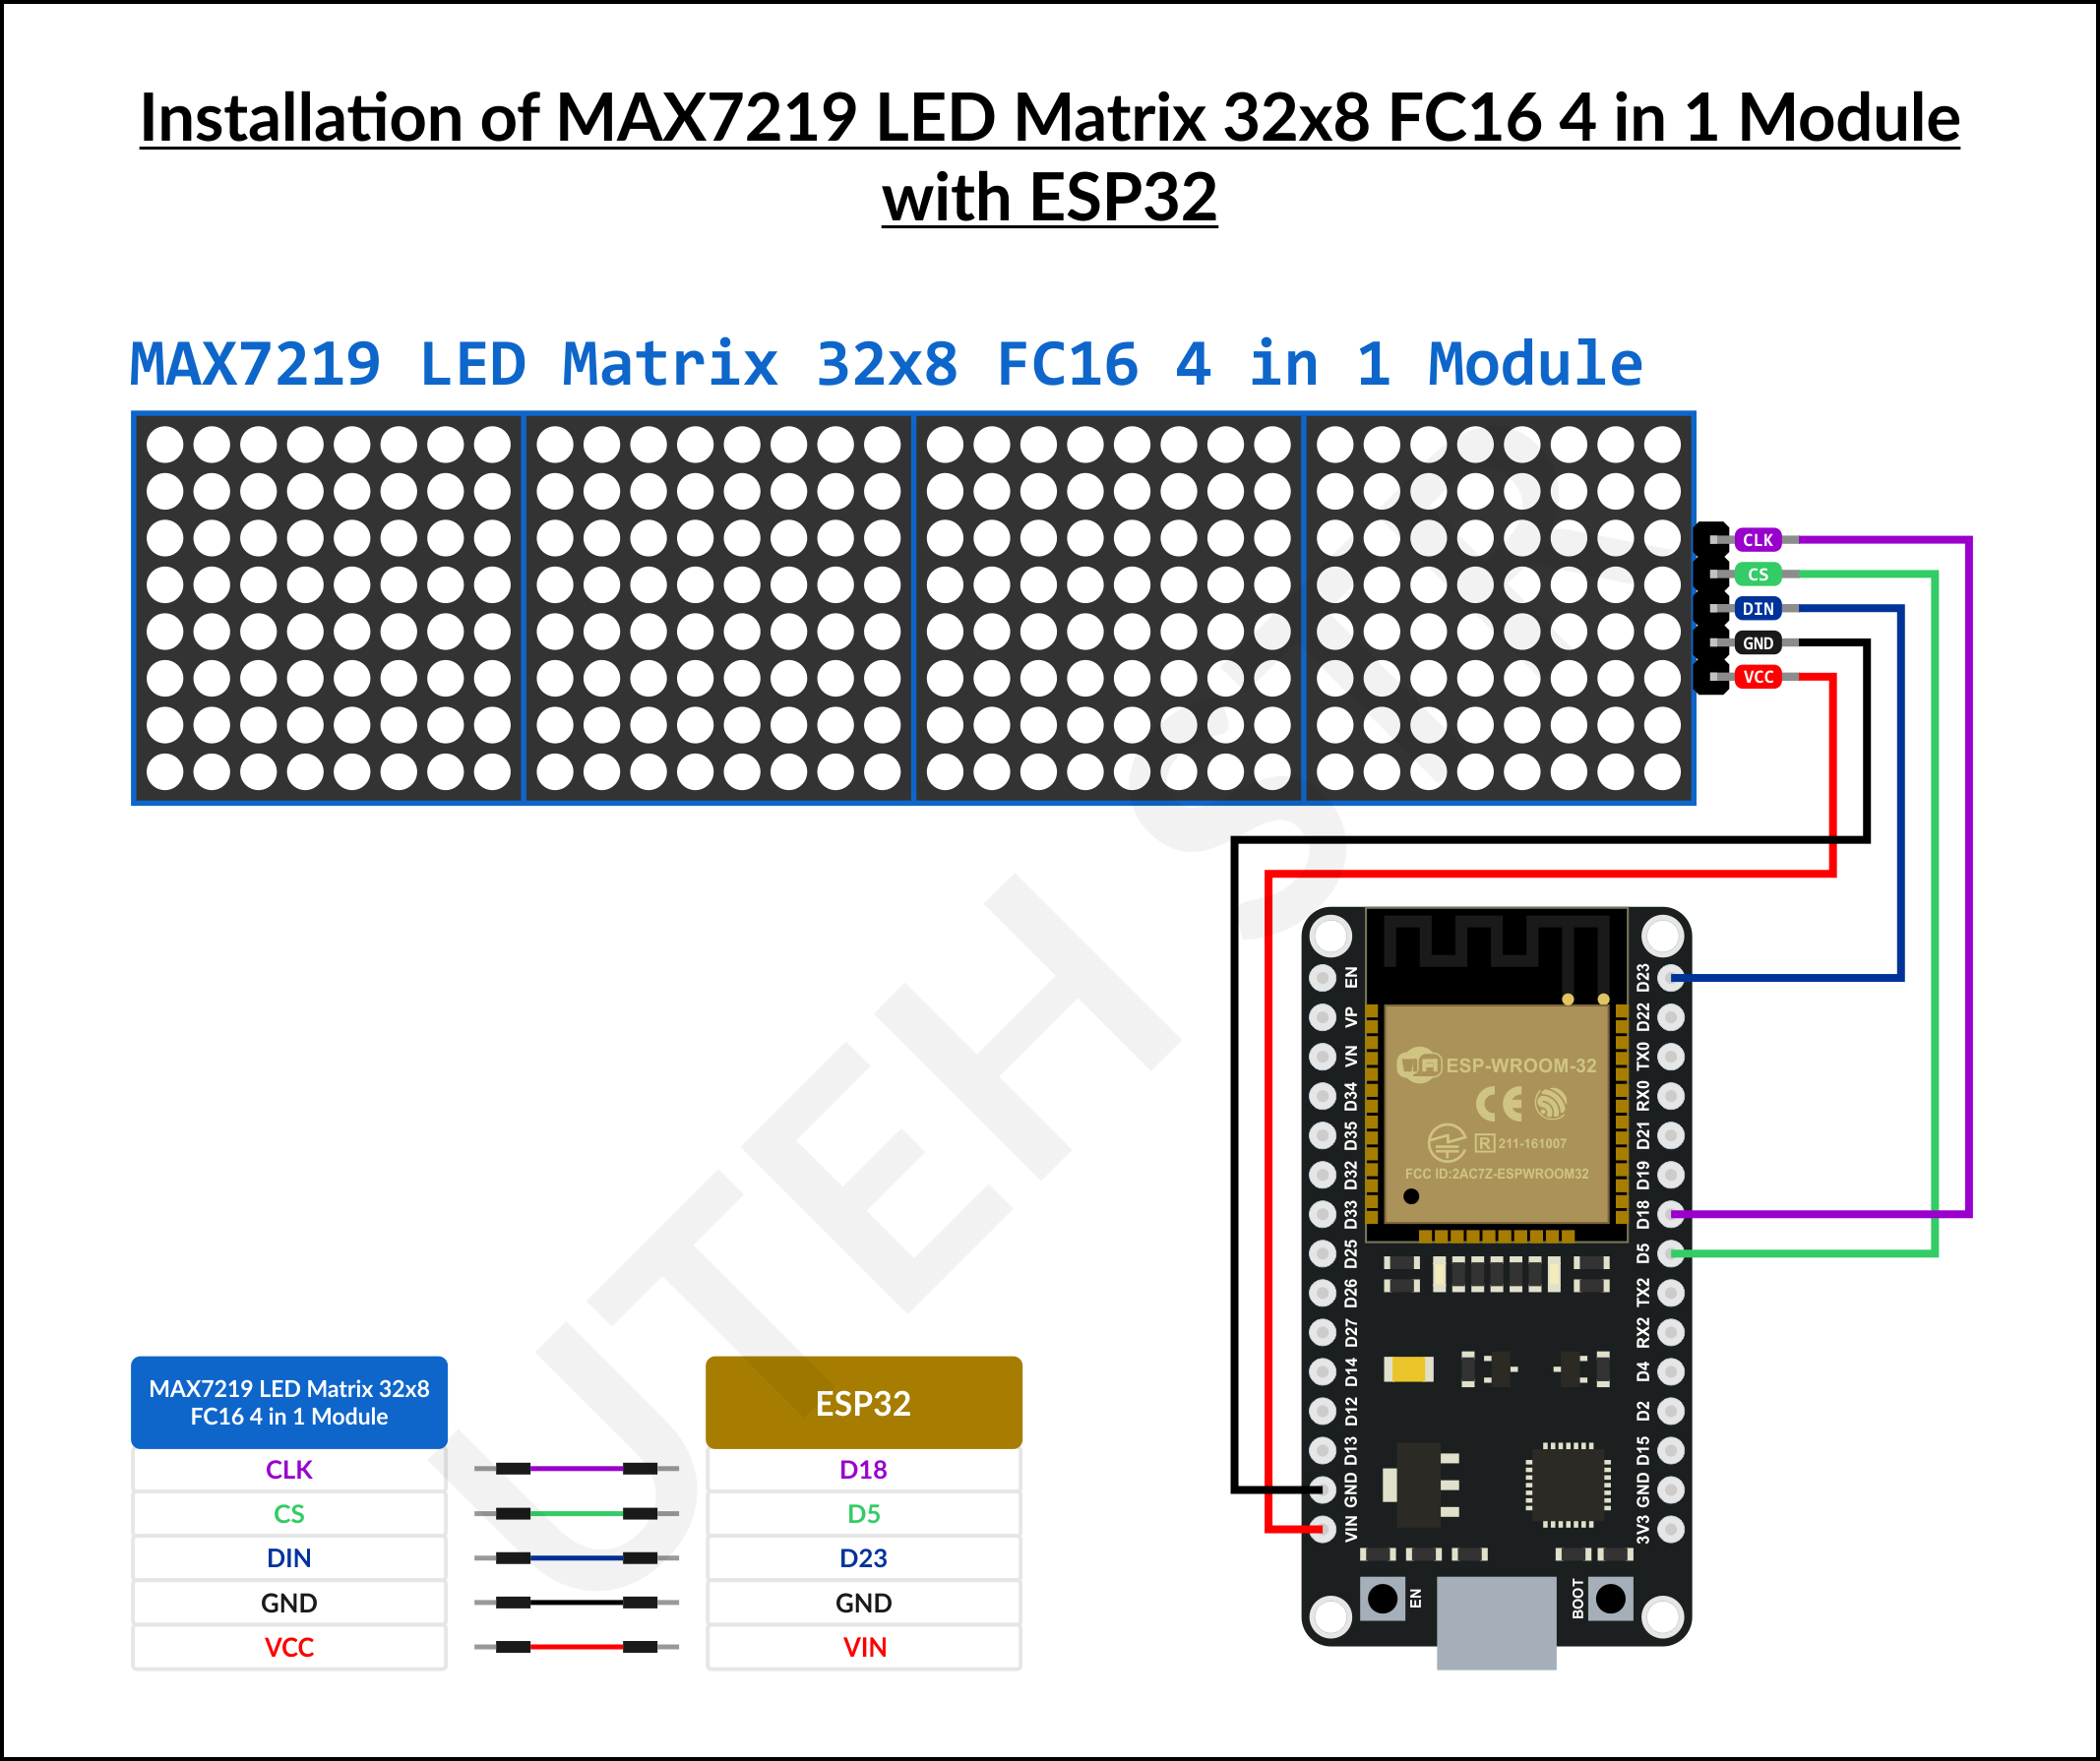 Installation of MAX7219 LED Matrix 32x8 FC16 4 in 1 Module
with ESP32
MAX7219 LED Matrix 32x8 FC16 4 in 1 Module
CLK
CS
DIN
GND
VCC
EN
VP
VN
D34
D35
D32
D33
D25
D26
D27
D14
D12
D13
GND
VIN
ESP-WROOM-32
CE
R 211-161007
FCC ID:2AC7Z-ESPWROOM32
D23
D22
TX0
RX0
D21
D19
D18
D5
TX2
RX2
D4
D2
D15
GND
3V3
EN
BOOT
MAX7219 LED Matrix 32x8
FC16 4 in 1 Module
ESP32
CLK
D18
CS
D5
DIN
D23
GND
GND
VCC
VIN
UTEH STR